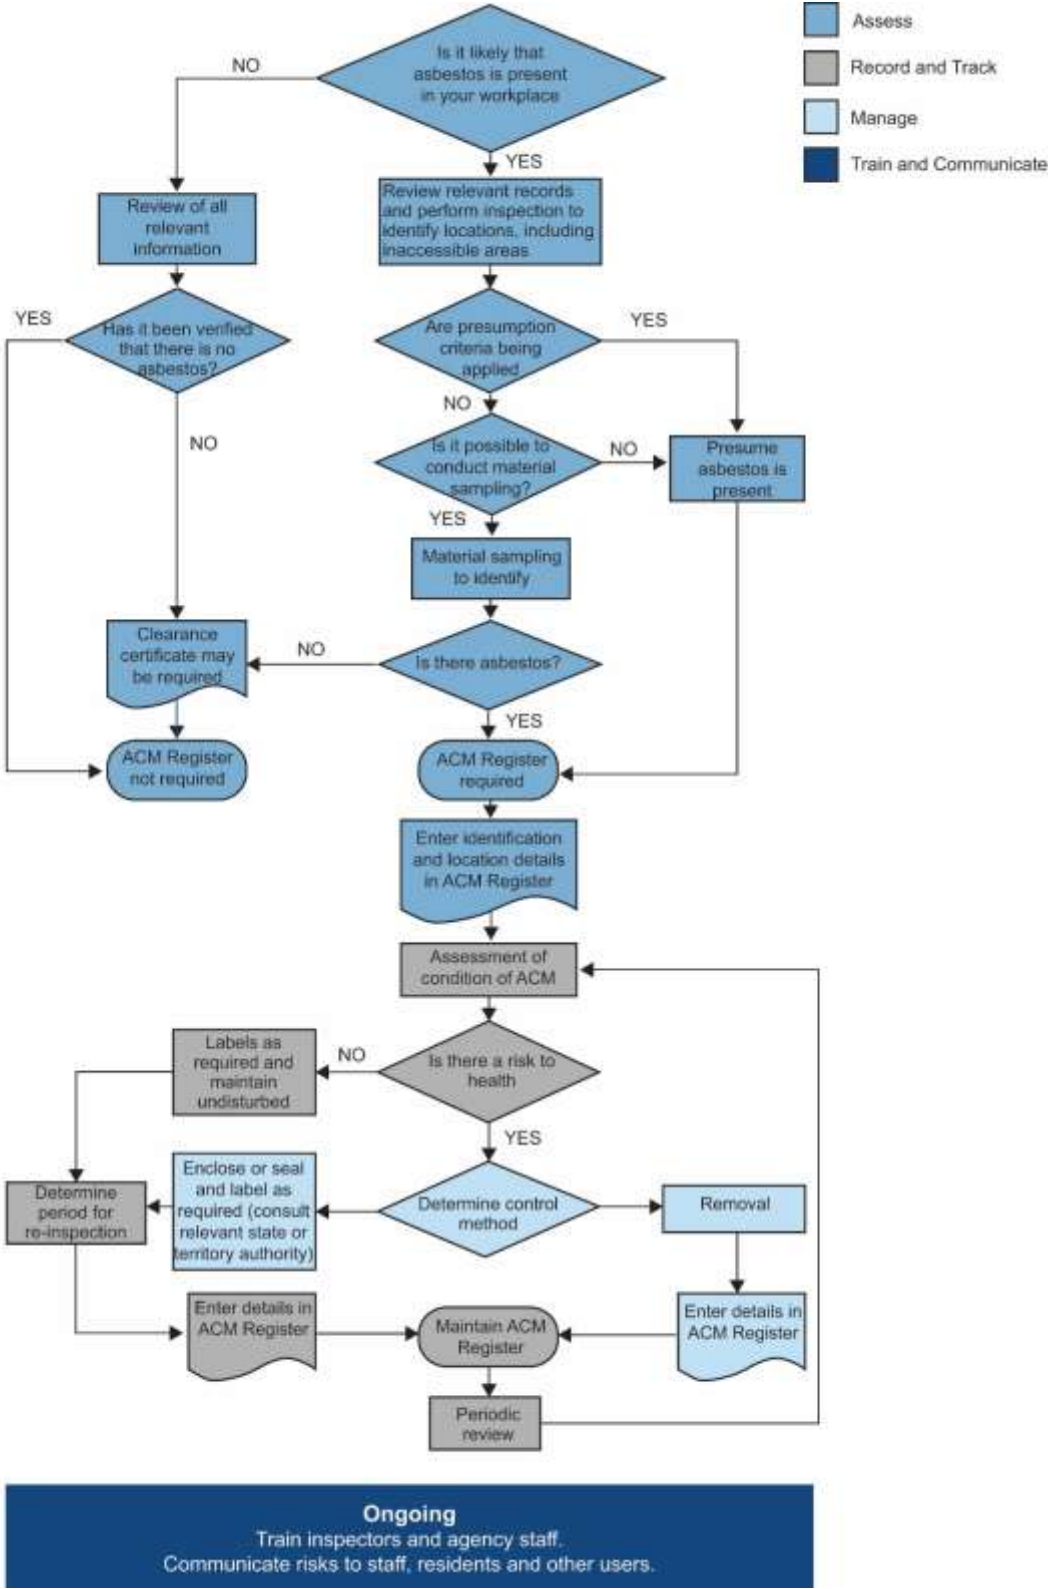 Assess
Record and Track
Manage
Train and Communicate
Is it likely that
asbestos is present
in your workplace
NO
YES
Review of all
relevant
information
Review relevant records
and perform inspection to
identify locations, including
inaccessible areas
YES
Has it been verified
that there is no
asbestos?
Are presumption
criteria being
applied
YES
NO
NO
Is it possible to
conduct material
sampling?
NO
Presume
asbestos is
present
YES
Material sampling
to identify
Clearance
certificate may
be required
NO
Is there asbestos?
YES
ACM Register
not required
ACM Register
required
Enter identification
and location details
in ACM Register
Assessment of
condition of ACM
Labels as
required and
maintain
undisturbed
NO
Is there a risk to
health
YES
Determine
period for
re-inspection
Enclose or seal
and label as
required (consult
relevant state or
territory authority)
Determine control
method
Removal
Enter details in
ACM Register
Maintain ACM
Register
Enter details in
ACM Register
Periodic
review
Ongoing
Train inspectors and agency staff.
Communicate risks to staff, residents and other users.